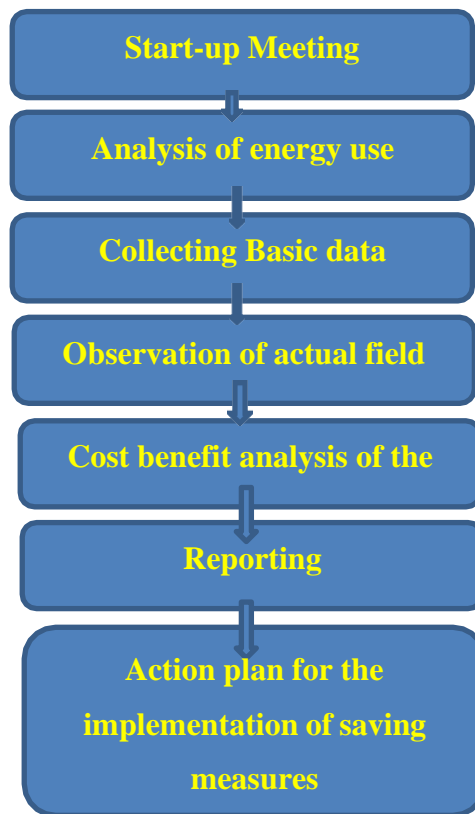 Start-up Meeting
Analysis of energy use
Collecting Basic data
Observation of actual field
Cost benefit analysis of the
Reporting
Action plan for the
implementation of saving
measures